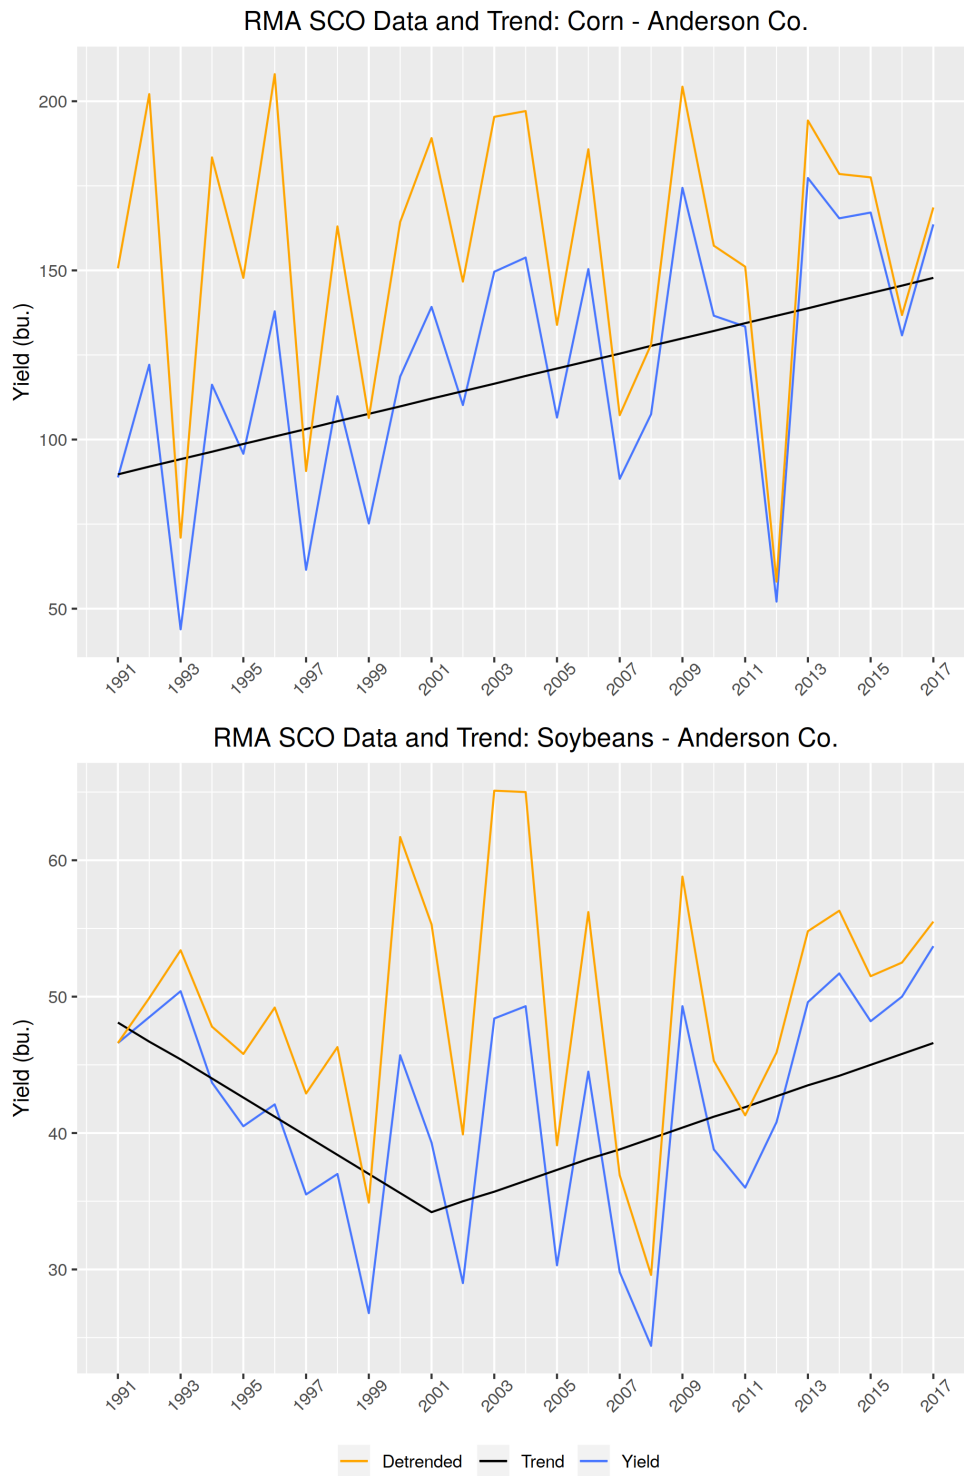 RMA SCO Data and Trend: Corn - Anderson Co.
Yield (bu.)
200
150
100
50
1991 1993 1995 1997 1999 2001 2003 2005 2007 2009 2011 2013 2015 2017
RMA SCO Data and Trend: Soybeans - Anderson Co.
Yield (bu.)
60
50
40
30
1991 1993 1995 1997 1999 2001 2003 2005 2007 2009 2011 2013 2015 2017
Detrended Trend Yield